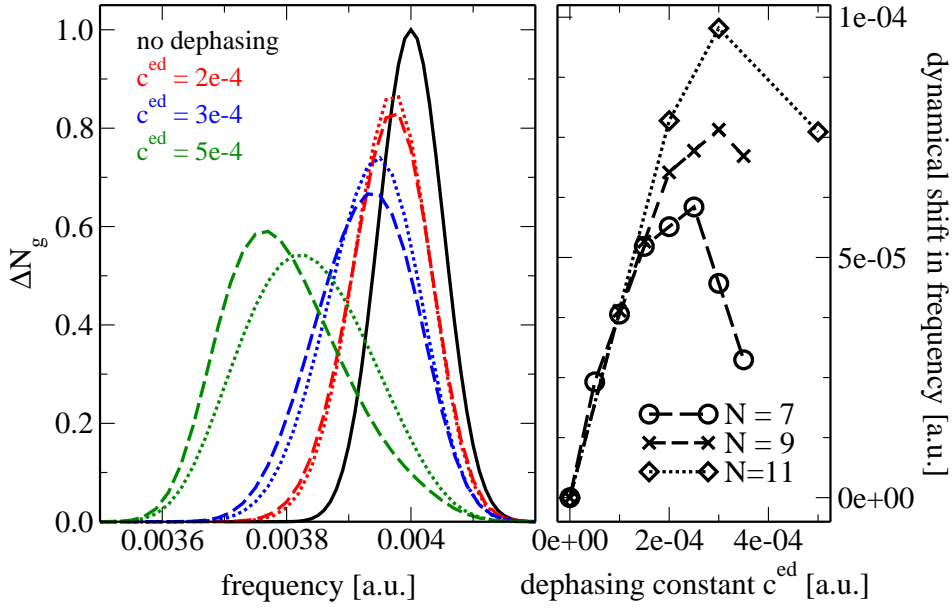 no dephasing
c^ed = 2e-4
c^ed = 3e-4
c^ed = 5e-4
ΔN_g
1.0
0.8
0.6
0.4
0.2
0.0
0.0036
0.0038
0.004
frequency [a.u.]
1e-04
5e-05
0e+00
dynamical shift in frequency [a.u.]
N = 7
N = 9
N=11
0e+00
2e-04
4e-04
dephasing constant c^ed [a.u.]